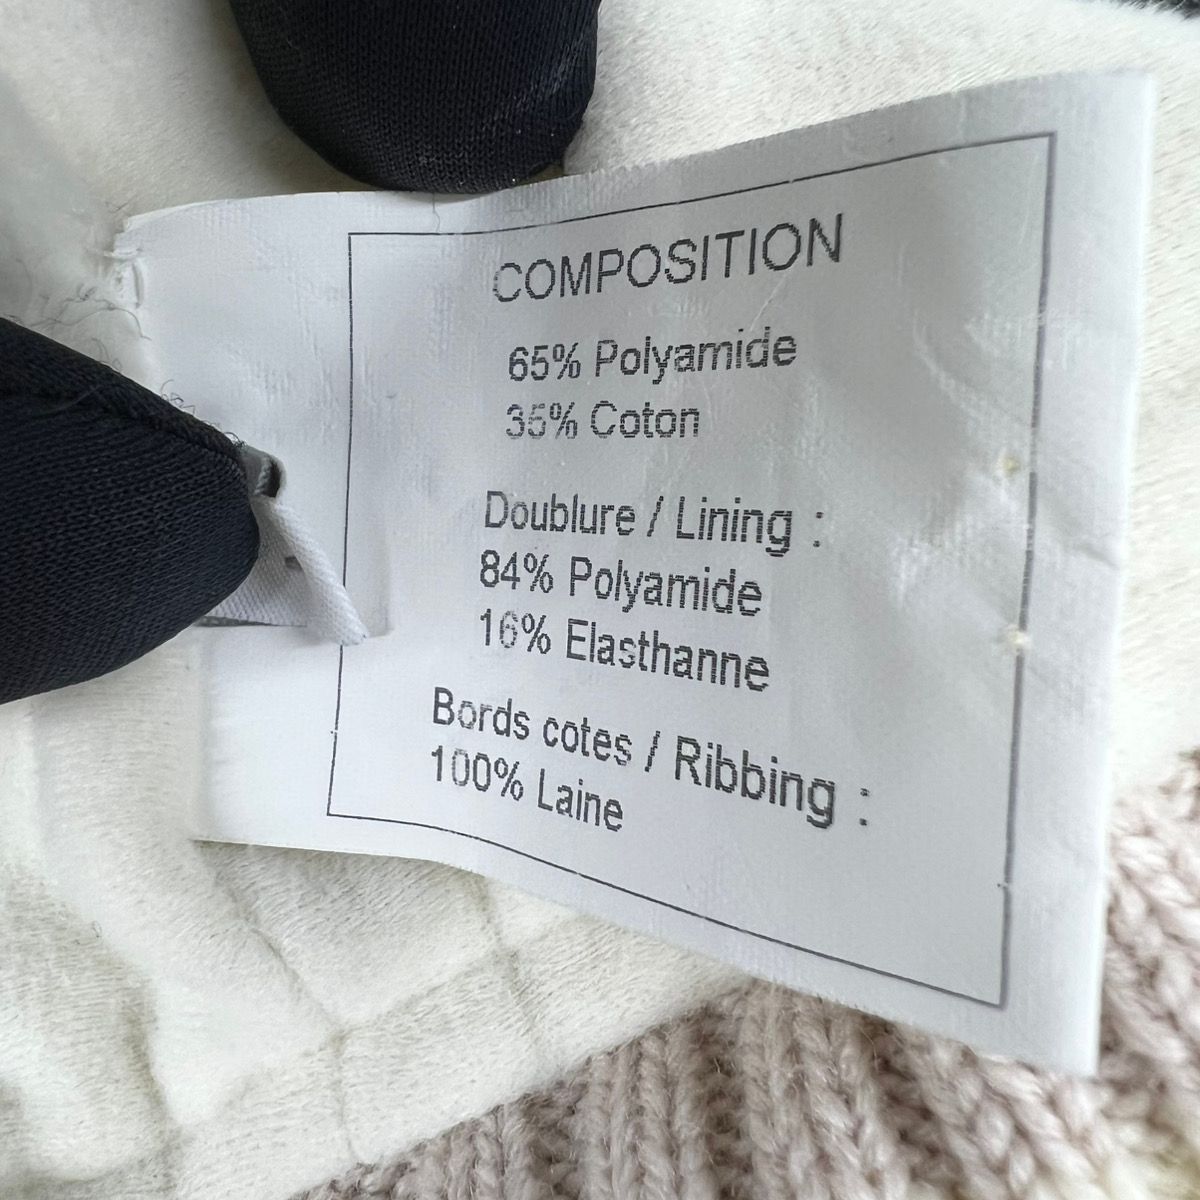 COMPOSITION
65% Polyamide
35% Coton
Doublure / Lining :
84% Polyamide
16% Elasthanne
Bords cotes / Ribbing :
100% Laine